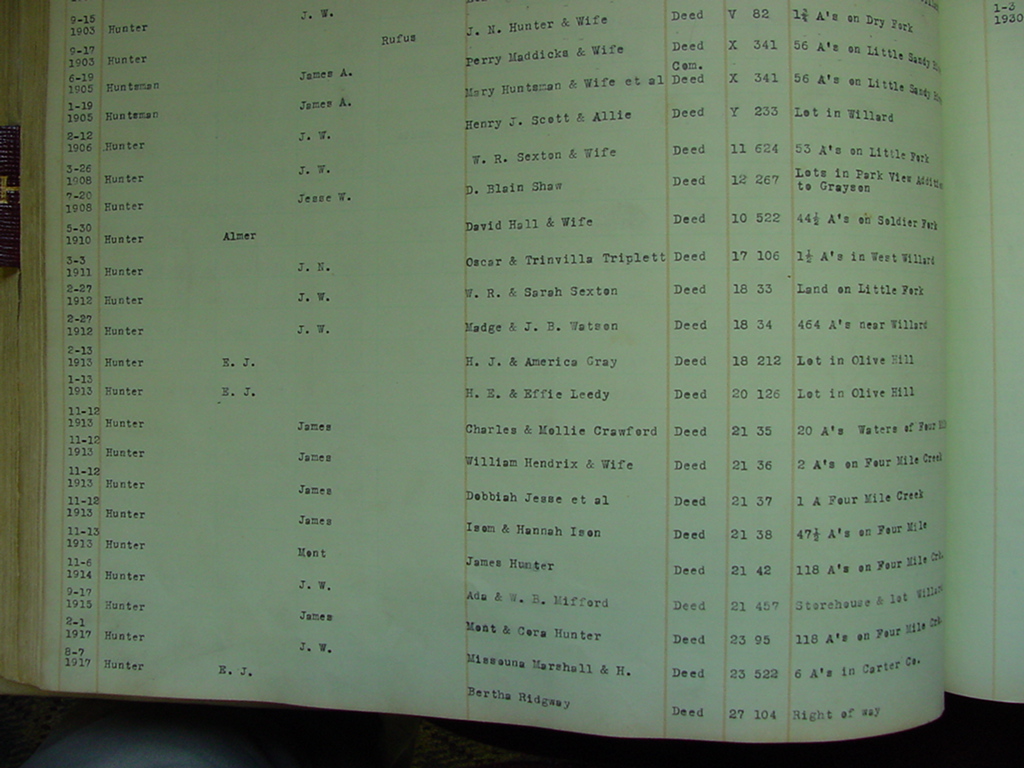 9-15
1903 Hunter J. W.
9-17
1903 Hunter Rufus J. N. Hunter & Wife Deed V 82 1¾ A's on Dry Fork
6-19
1905 Huntsman James A. Perry Maddicks & Wife Deed X 341 56 A's on Little Sandy
Com.
1-19
1905 Huntsman James A. Mary Huntsman & Wife et al Deed X 341 56 A's on Little Sandy
2-12
1906 Hunter J. W. Henry J. Scott & Allie Deed Y 233 Lot in Willard
3-26
1908 Hunter J. W. W. R. Sexton & Wife Deed 11 624 53 A's on Little Fork
7-20
1908 Hunter Jesse W. D. Blain Shaw Deed 12 267 Lots in Park View Addition
to Grayson
5-30
1910 Hunter Almer David Hall & Wife Deed 10 522 44½ A's on Soldier Fork
3-3
1911 Hunter J. N. Oscar & Trinvilla Triplett Deed 17 106 1½ A's in West Willard
2-27
1912 Hunter J. W. W. R. & Sarah Sexton Deed 18 33 Land on Little Fork
2-27
1912 Hunter J. W. Madge & J. B. Watson Deed 18 34 464 A's near Willard
2-13
1913 Hunter E. J. H. J. & America Gray Deed 18 212 Lot in Olive Hill
1-13
1913 Hunter E. J. H. E. & Effie Leedy Deed 20 126 Lot in Olive Hill
11-12
1913 Hunter James Charles & Mollie Crawford Deed 21 35 20 A's Waters of Four
11-12
1913 Hunter James William Hendrix & Wife Deed 21 36 2 A's on Four Mile Creek
11-12
1913 Hunter James Dobbiah Jesse et al Deed 21 37 1 A Four Mile Creek
11-12
1913 Hunter James Isom & Hannah Ison Deed 21 38 47½ A's on Four Mile
11-13
1913 Hunter Mont James Hunter Deed 21 42 118 A's on Four Mile Crk.
11-6
1914 Hunter J. W. Ada & W. B. Mifford Deed 21 457 Storehouse & lot Willard
9-17
1915 Hunter James Mont & Cora Hunter Deed 23 95 118 A's on Four Mile Crk.
2-1
1917 Hunter J. W. Missouna Marshall & H. Deed 23 522 6 A's in Carter Co.
8-7
1917 Hunter E. J. Bertha Ridgway Deed 27 104 Right of way
1-3
1930